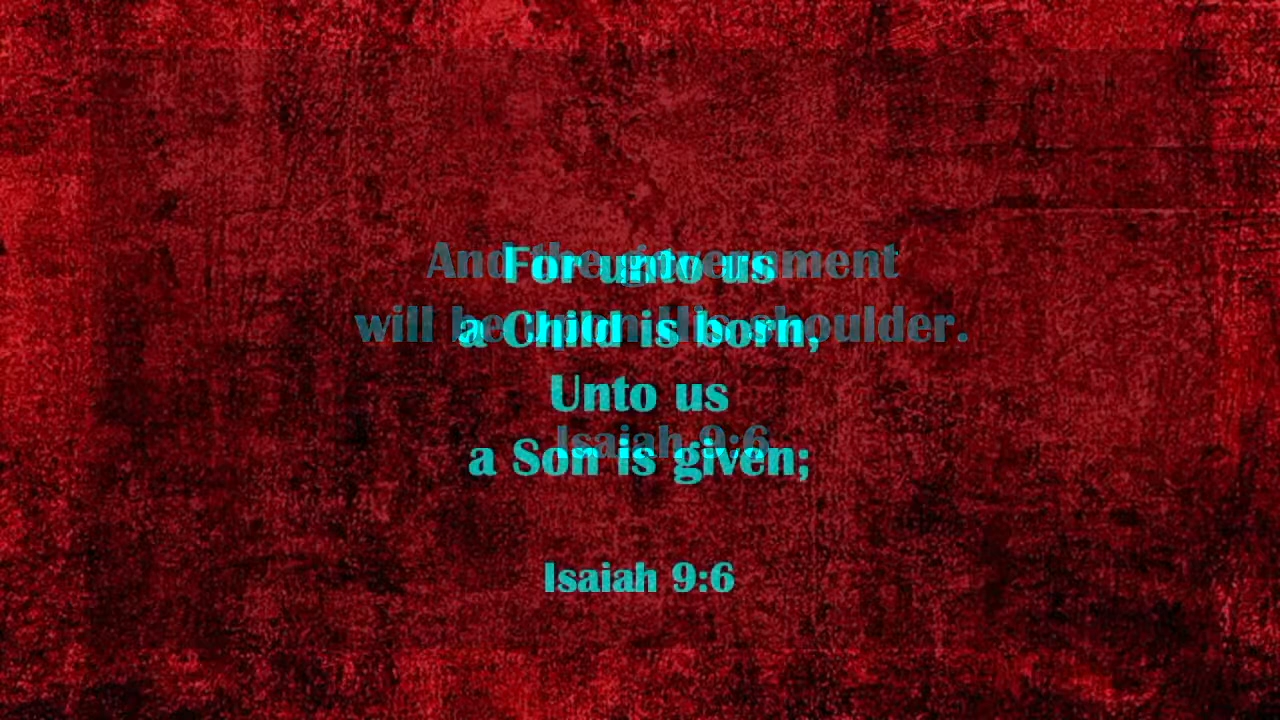 For unto us
a Child is born,
Unto us
a Son is given;
Isaiah 9:6
And the government
will be upon His shoulder.
Isaiah 9:6